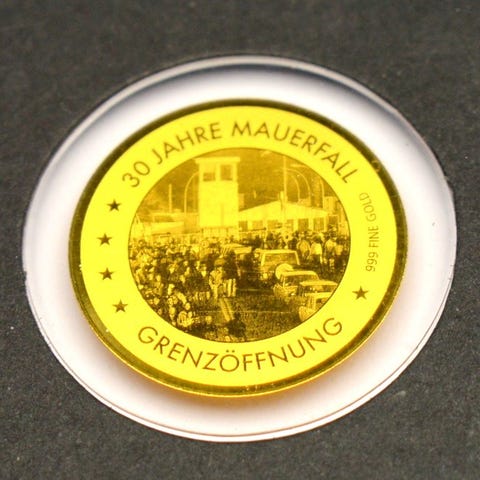 30 JAHRE MAUERFALL
999 FINE GOLD
GRENZÖFFNUNG